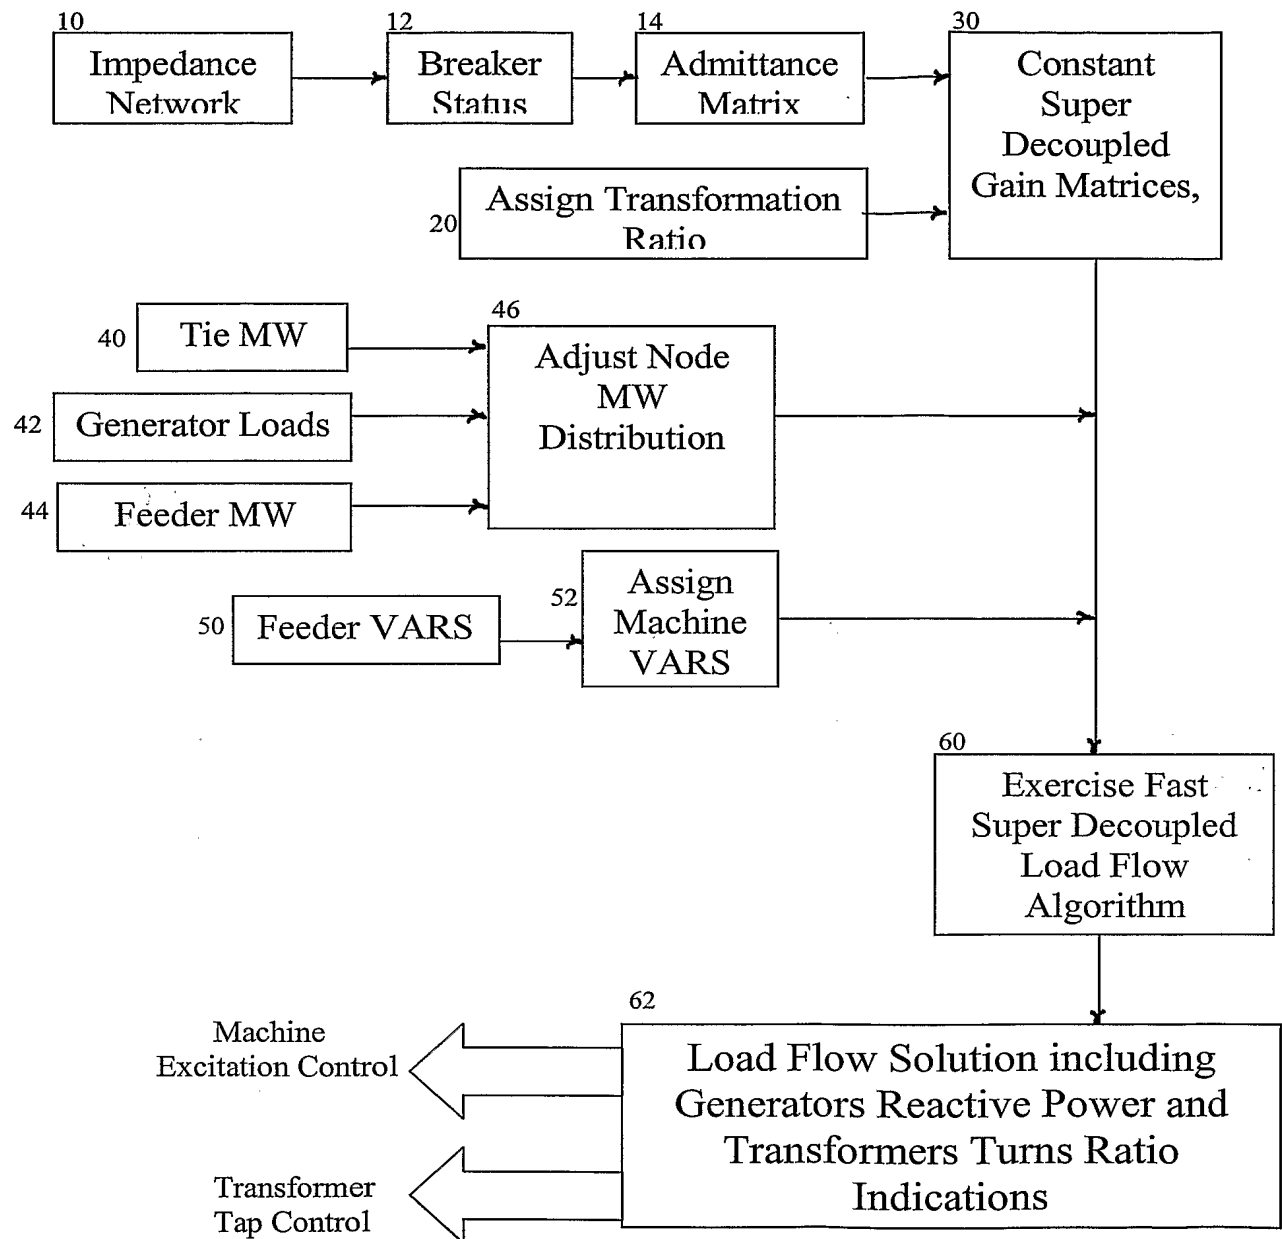 10
Impedance
Network
12
Breaker
Status
14
Admittance
Matrix
30
Constant
Super
Decoupled
Gain Matrices,
20
Assign Transformation
Ratio
40
Tie MW
42
Generator Loads
44
Feeder MW
46
Adjust Node
MW
Distribution
50
Feeder VARS
52
Assign
Machine
VARS
60
Exercise Fast
Super Decoupled
Load Flow
Algorithm
62
Load Flow Solution including
Generators Reactive Power and
Transformers Turns Ratio
Indications
Machine
Excitation Control
Transformer
Tap Control